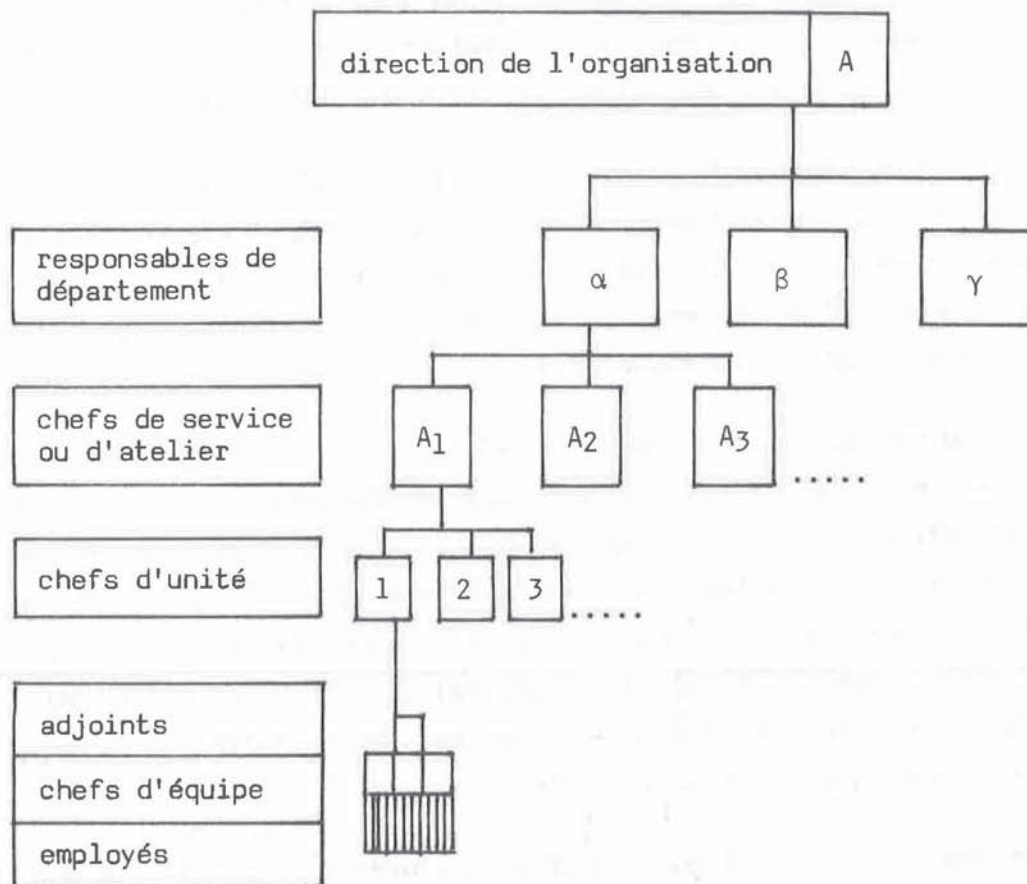 direction de l'organisation A
responsables de
département
α β γ
chefs de service
ou d'atelier
A1 A2 A3 .....
chefs d'unité
1 2 3 .....
adjoints
chefs d'équipe
employés